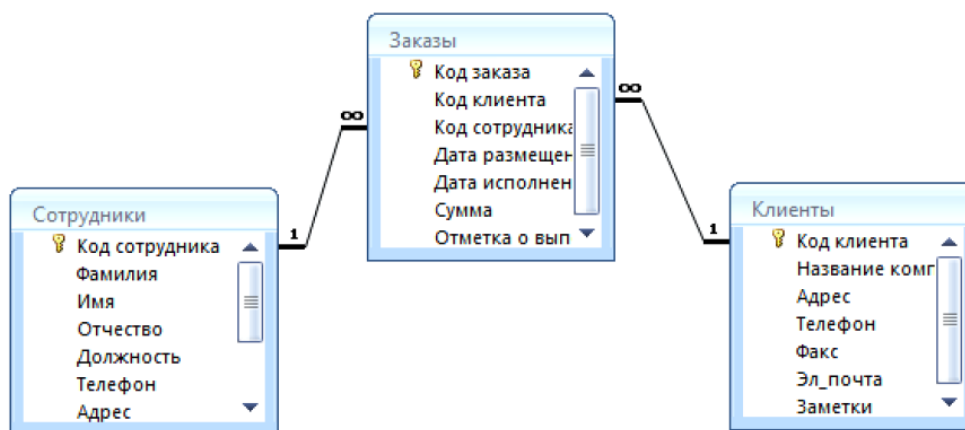 Заказы
Код заказа
Код клиента
Код сотрудника
Дата размещен
Дата исполнен
Сумма
Отметка о вып
∞
∞
1
1
Сотрудники
Код сотрудника
Фамилия
Имя
Отчество
Должность
Телефон
Адрес
Клиенты
Код клиента
Название комп
Адрес
Телефон
Факс
Эл_почта
Заметки